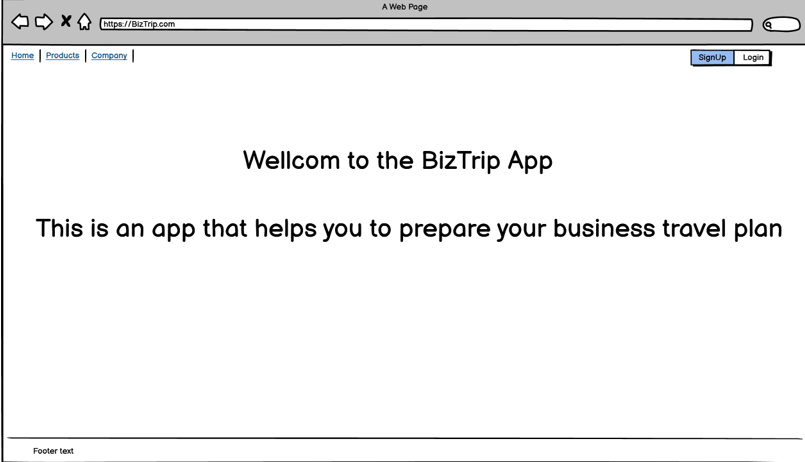 A Web Page
https://BizTrip.com
Home Products Company SignUp Login
Wellcom to the BizTrip App
This is an app that helps you to prepare your business travel plan
Footer text